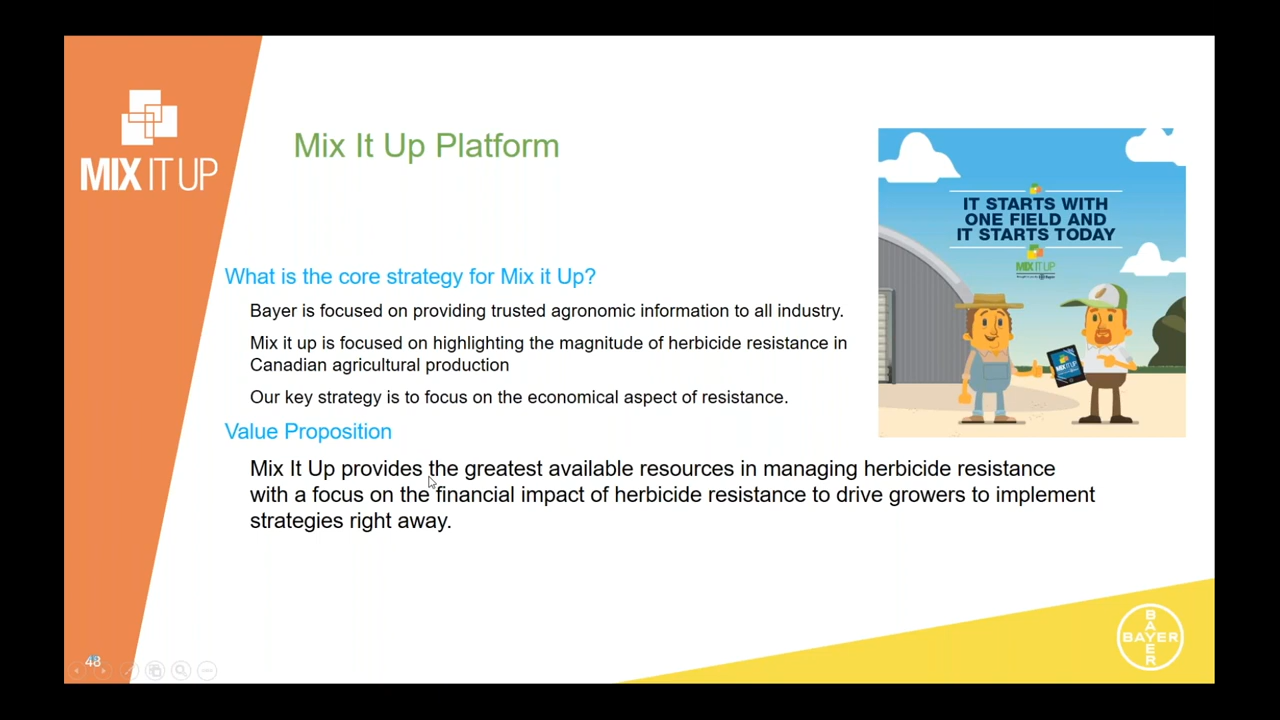 MIX IT UP
Mix It Up Platform
IT STARTS WITH
ONE FIELD AND
IT STARTS TODAY
MIX IT UP
What is the core strategy for Mix it Up?
Bayer is focused on providing trusted agronomic information to all industry.
Mix it up is focused on highlighting the magnitude of herbicide resistance in
Canadian agricultural production
Our key strategy is to focus on the economical aspect of resistance.
MIX IT UP
Value Proposition
Mix It Up provides the greatest available resources in managing herbicide resistance
with a focus on the financial impact of herbicide resistance to drive growers to implement
strategies right away.
BAYER
BAYER
48